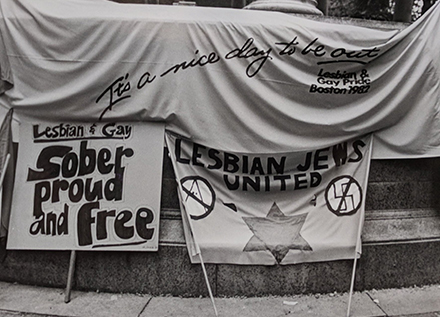 It's a nice day to be out
Lesbian &
Gay Pride
Boston 1987
Lesbian & Gay
Sober
proud
and free
LESBIAN JEWS
UNITED